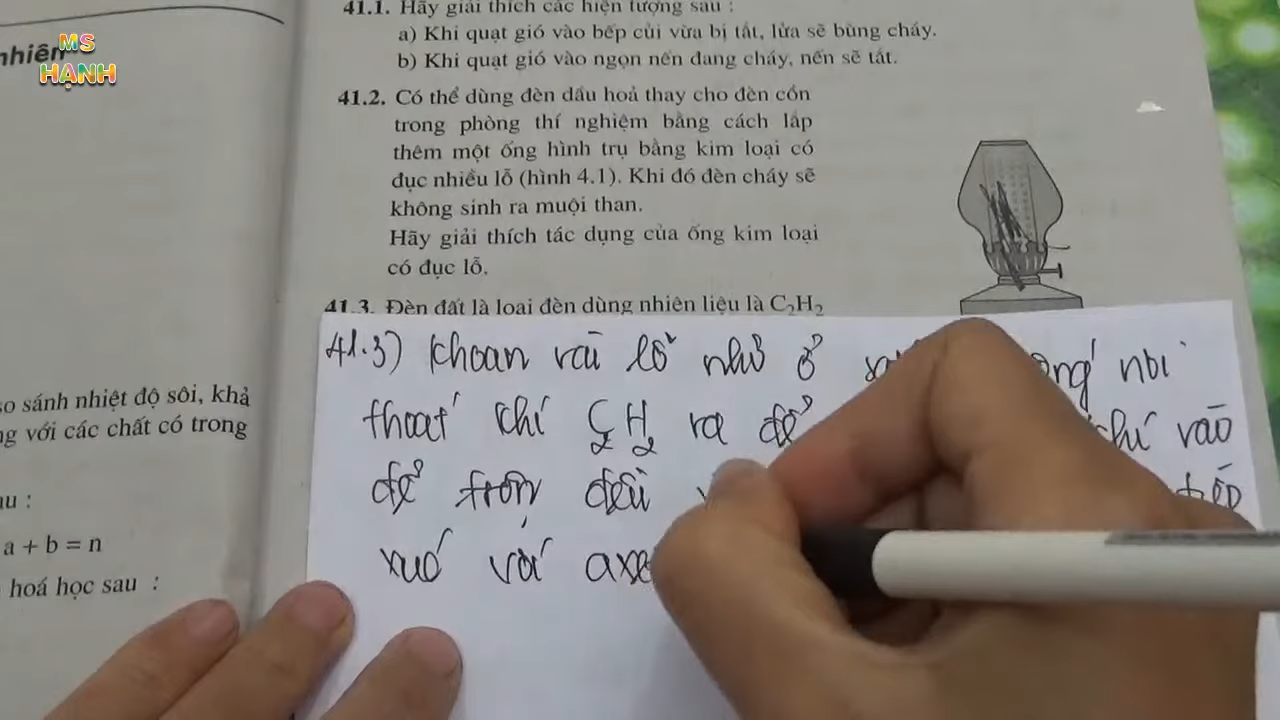 MS
HẠNH
nhiên
so sánh nhiệt độ sôi, khả
ng với các chất có trong
au :
a + b = n
hoá học sau :
41.1. Hãy giải thích các hiện tượng sau :
a) Khi quạt gió vào bếp củi vừa bị tắt, lửa sẽ bùng cháy.
b) Khi quạt gió vào ngọn nến đang cháy, nến sẽ tắt.
41.2. Có thể dùng đèn dầu hoả thay cho đèn cồn
trong phòng thí nghiệm bằng cách lắp
thêm một ống hình trụ bằng kim loại có
đục nhiều lỗ (hình 4.1). Khi đó đèn cháy sẽ
không sinh ra muội than.
Hãy giải thích tác dụng của ống kim loại
có đục lỗ.
41.3. Đèn đất là loại đèn dùng nhiên liệu là C₂H₂
41.3) khoan vài lỗ nhỏ ở nơi
thoát khí C₂H₂ ra để khí vào
để trộn đều tiếp
xúc với axe